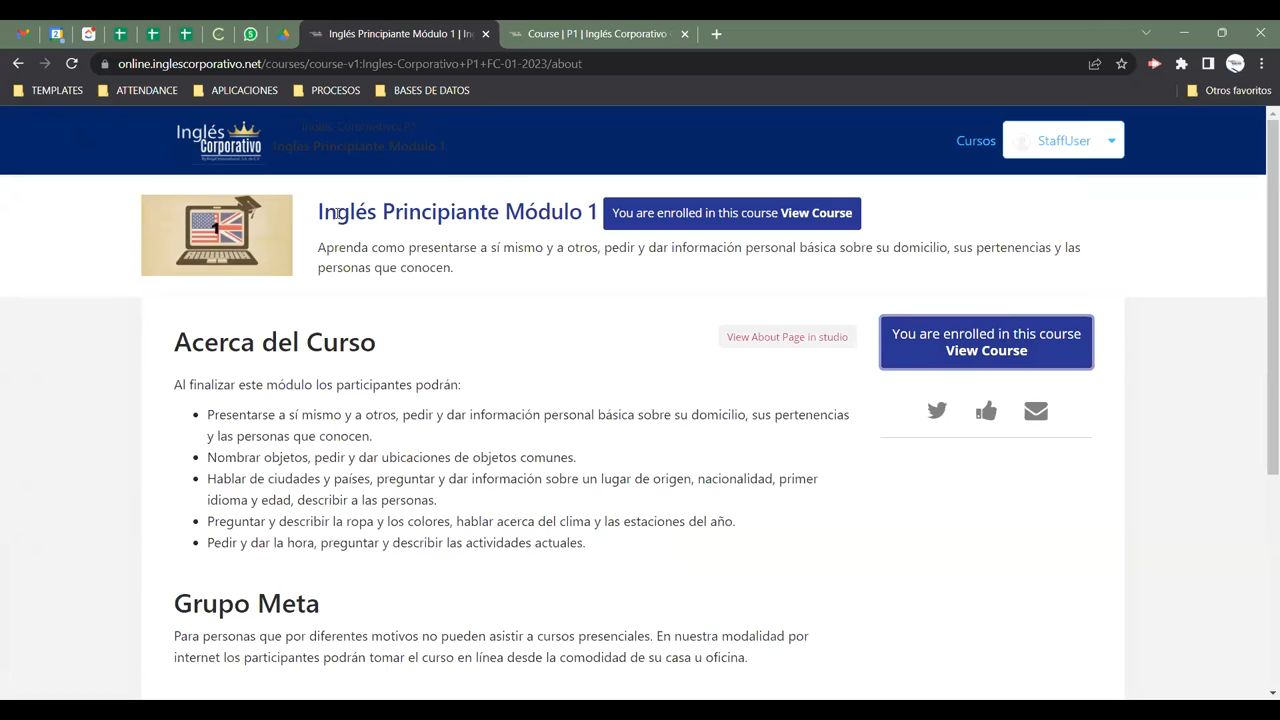 2
5
Inglés Principiante Módulo 1 | In
Course | P1 | Inglés Corporativo
online.inglescorporativo.net/courses/course-v1:Ingles-Corporativo+P1+FC-01-2023/about
TEMPLATES
ATTENDANCE
APLICACIONES
PROCESOS
BASES DE DATOS
Otros favoritos
Inglés
Corporativo
Ingles_Corporativo, P1
Ingles Principiante Modulo 1
Cursos
StaffUser
1
Inglés Principiante Módulo 1
You are enrolled in this course View Course
Aprenda como presentarse a sí mismo y a otros, pedir y dar información personal básica sobre su domicilio, sus pertenencias y las
personas que conocen.
Acerca del Curso
View About Page in studio
You are enrolled in this course
View Course
Al finalizar este módulo los participantes podrán:
• Presentarse a sí mismo y a otros, pedir y dar información personal básica sobre su domicilio, sus pertenencias
y las personas que conocen.
• Nombrar objetos, pedir y dar ubicaciones de objetos comunes.
• Hablar de ciudades y países, preguntar y dar información sobre un lugar de origen, nacionalidad, primer
idioma y edad, describir a las personas.
• Preguntar y describir la ropa y los colores, hablar acerca del clima y las estaciones del año.
• Pedir y dar la hora, preguntar y describir las actividades actuales.
Grupo Meta
Para personas que por diferentes motivos no pueden asistir a cursos presenciales. En nuestra modalidad por
internet los participantes podrán tomar el curso en línea desde la comodidad de su casa u oficina.